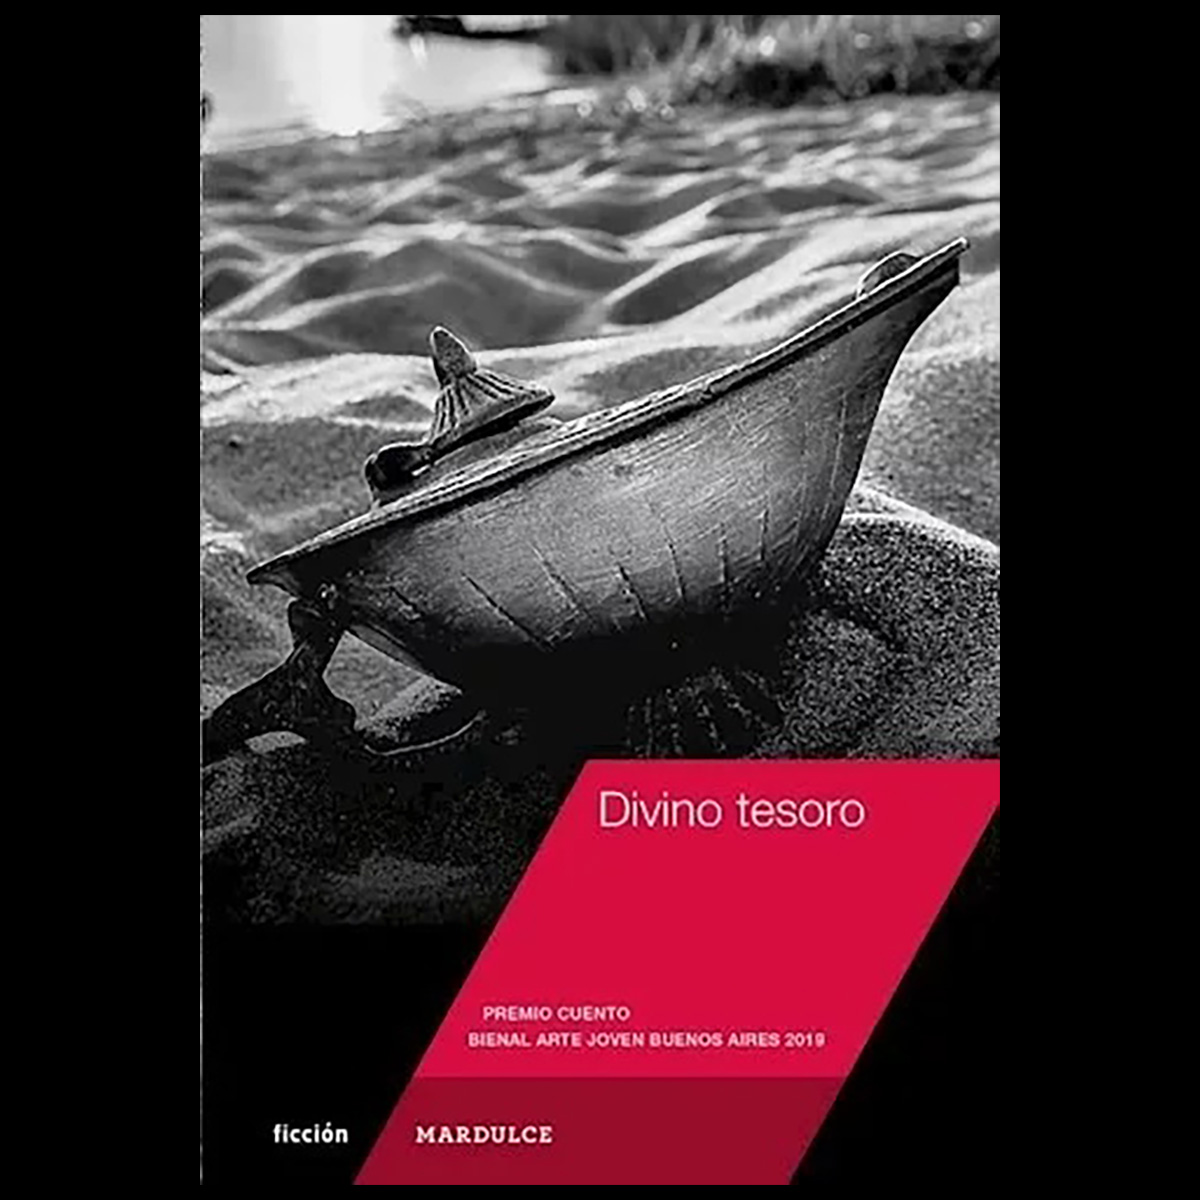 Divino tesoro
PREMIO CUENTO
BIENAL ARTE JOVEN BUENOS AIRES 2019
ficción
MARDULCE